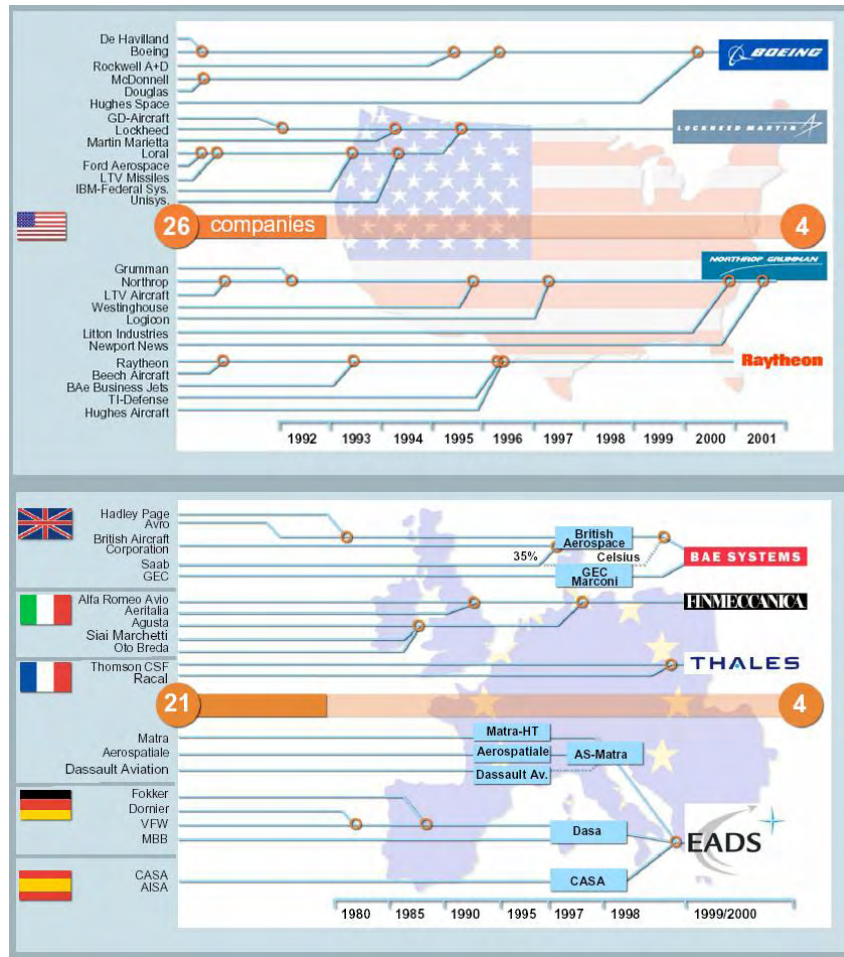 De Havilland
Boeing
Rockwell A+D
McDonnell
Douglas
Hughes Space
BOEING
GD-Aircraft
Lockheed
Martin Marietta
Loral
Ford Aerospace
LTV Missiles
IBM-Federal Sys.
Unisys.
LOCKHEED MARTIN
26 companies 4
Grumman
Northrop
LTV Aircraft
Westinghouse
Logicon
Litton Industries
Newport News
NORTHROP GRUMMAN
Raytheon
Beech Aircraft
BAe Business Jets
TI-Defense
Hughes Aircraft
Raytheon
1992 1993 1994 1995 1996 1997 1998 1999 2000 2001
Hadley Page
Avro
British Aircraft
Corporation
Saab
GEC
35%
British
Aerospace
Celsius
GEC
Marconi
BAE SYSTEMS
Alfa Romeo Avio
Aeritalia
Agusta
Siai Marchetti
Oto Breda
FINMECCANICA
Thomson CSF
Racal
THALES
21 4
Matra
Aerospatiale
Dassault Aviation
Matra-HT
Aerospatiale
Dassault Av.
AS-Matra
Fokker
Dornier
VFW
MBB
Dasa
EADS
CASA
AISA
CASA
1980 1985 1990 1995 1997 1998 1999/2000